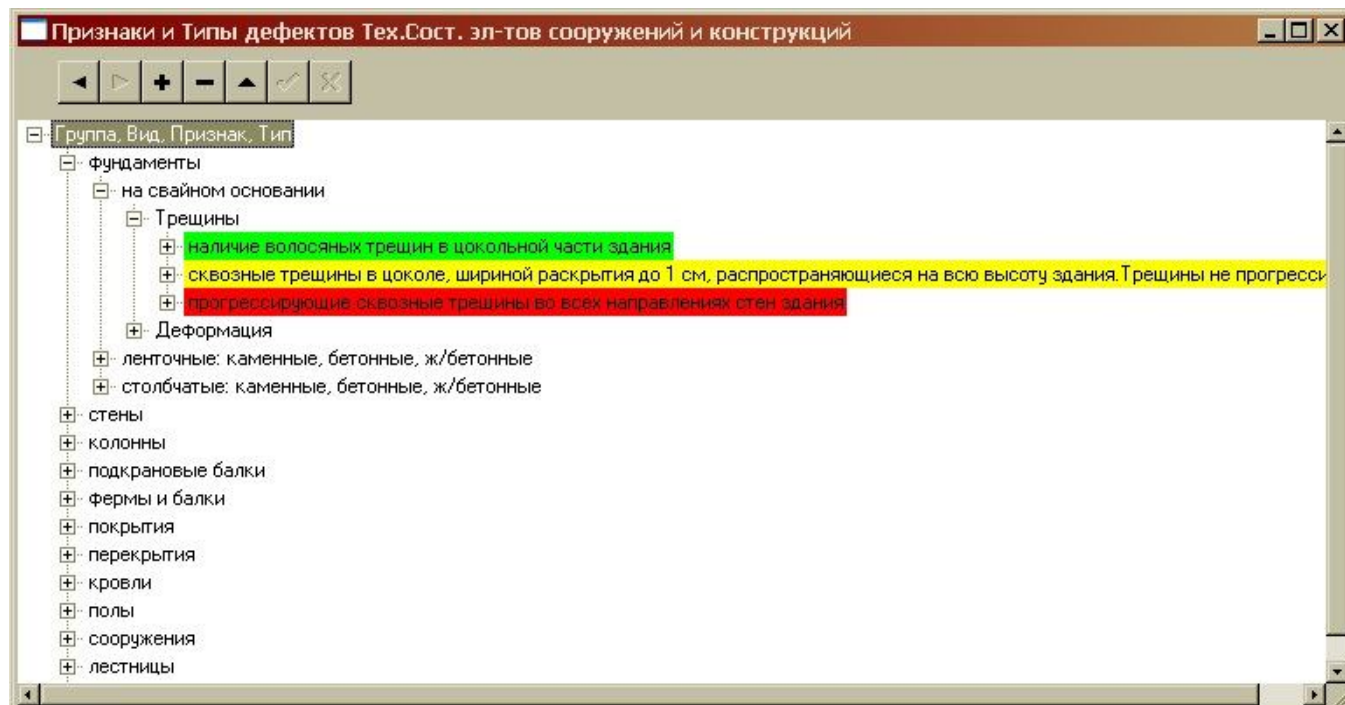 Признаки и Типы дефектов Тех.Сост. эл-тов сооружений и конструкций
Группа, Вид, Признак, Тип
фундаменты
на свайном основании
Трещины
наличие волосяных трещин в цокольной части здания
сквозные трещины в цоколе, шириной раскрытия до 1 см, распространяющиеся на всю высоту здания.Трещины не прогресси
прогрессирующие сквозные трещины во всех направлениях стен здания
Деформация
ленточные: каменные, бетонные, ж/бетонные
столбчатые: каменные, бетонные, ж/бетонные
стены
колонны
подкрановые балки
фермы и балки
покрытия
перекрытия
кровли
полы
сооружения
лестницы